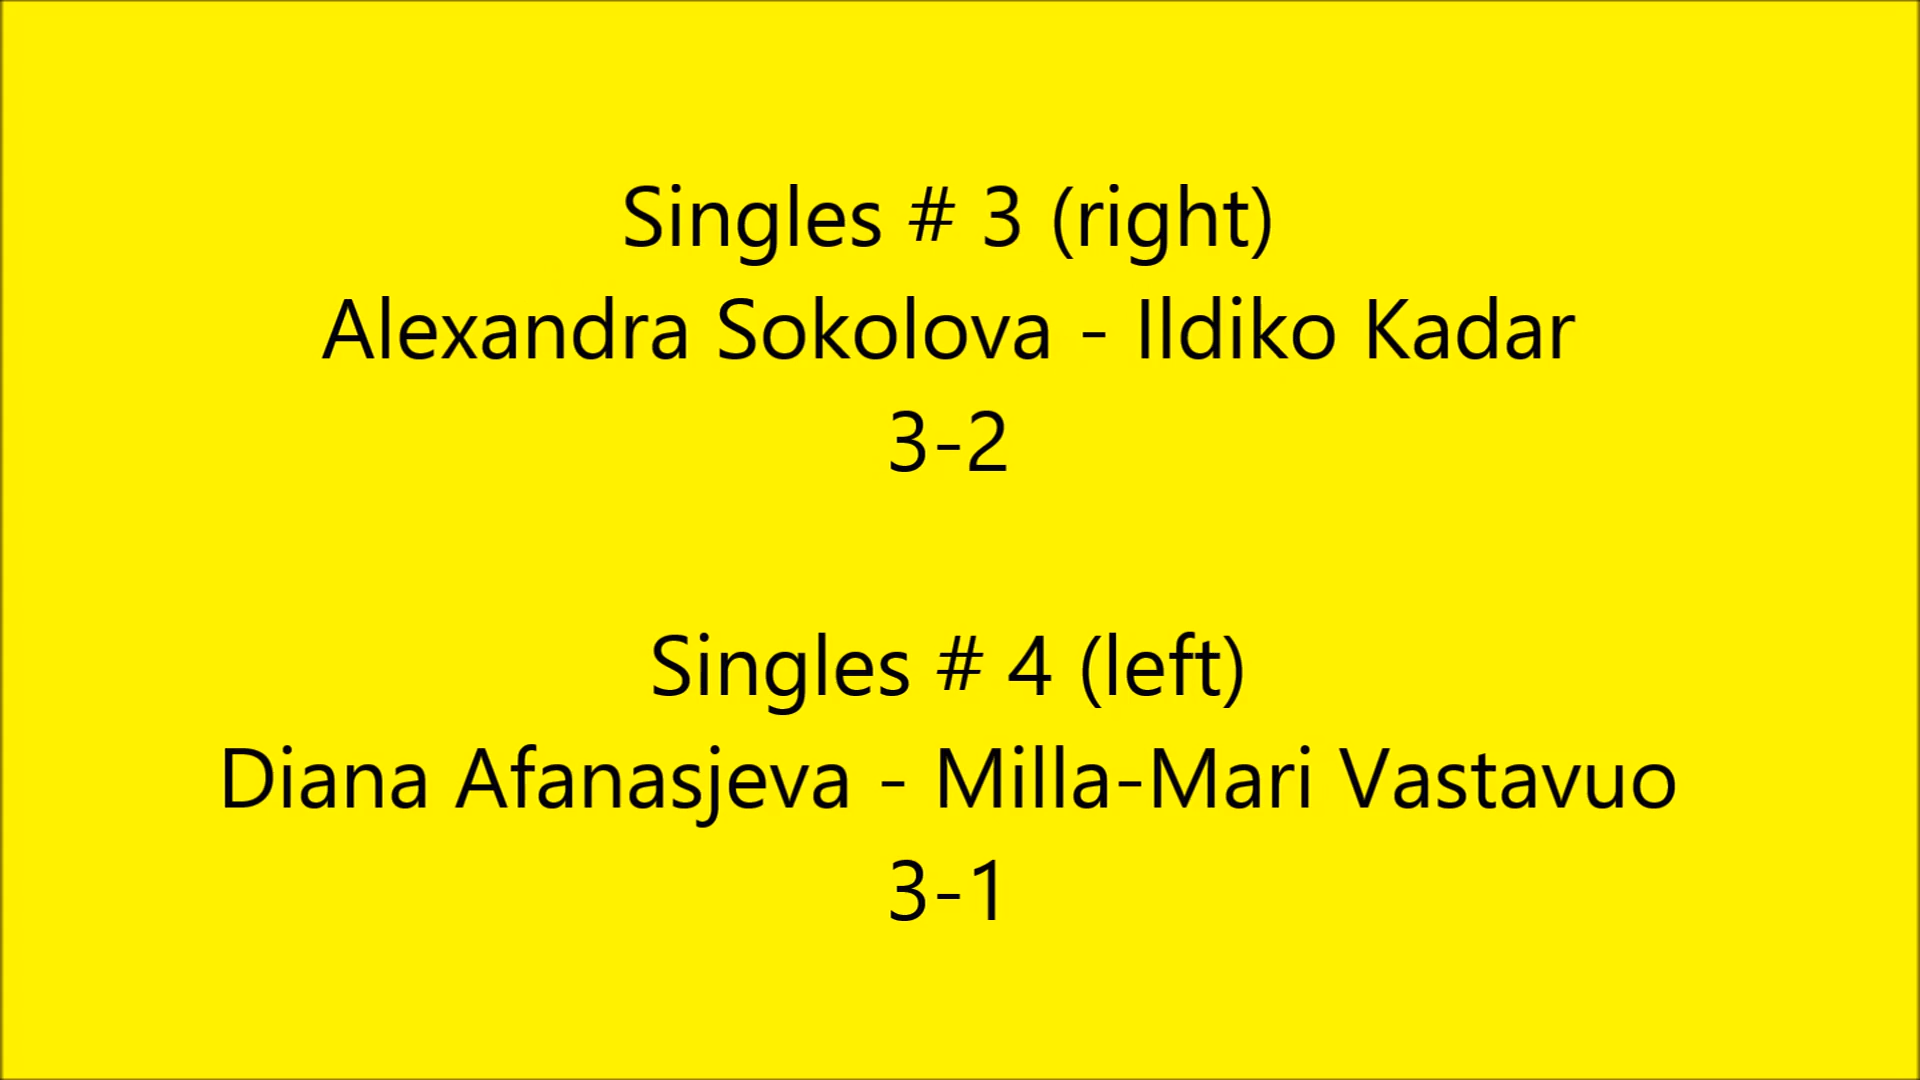 Singles # 3 (right)
Alexandra Sokolova - Ildiko Kadar
3-2
Singles # 4 (left)
Diana Afanasjeva - Milla-Mari Vastavuo
3-1